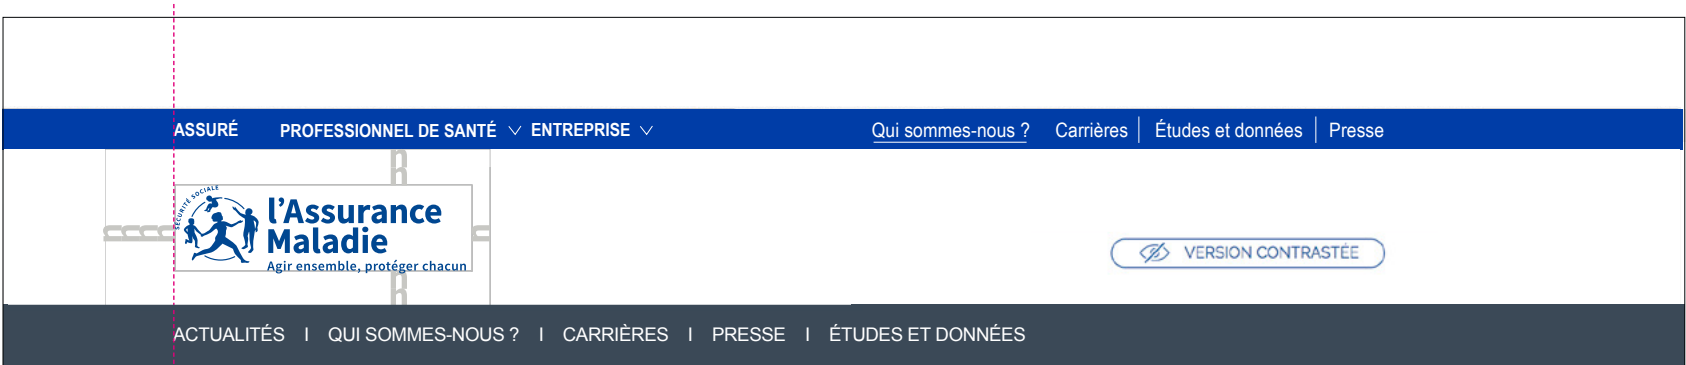 ASSURÉ PROFESSIONNEL DE SANTÉ ENTREPRISE Qui sommes-nous ? Carrières Études et données Presse
SÉCURITÉ SOCIALE
l'Assurance
Maladie
Agir ensemble, protéger chacun
VERSION CONTRASTÉE
ACTUALITÉS I QUI SOMMES-NOUS ? I CARRIÈRES I PRESSE I ÉTUDES ET DONNÉES